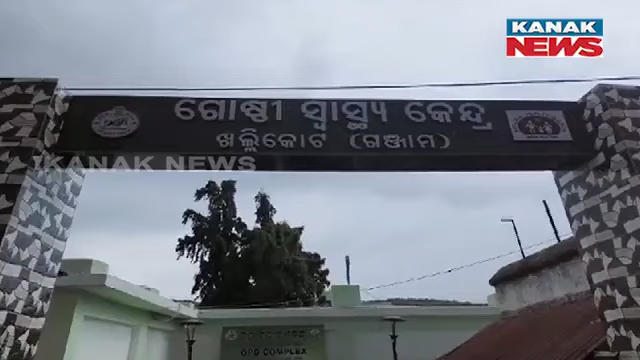 KANAK
NEWS
ଗୋଷ୍ଠୀ ସ୍ୱାସ୍ଥ୍ୟ କେନ୍ଦ୍ର
ଖଲ୍ଲିକୋଟ (ଗଞ୍ଜାମ)
KANAK NEWS
OPD COMPLEX